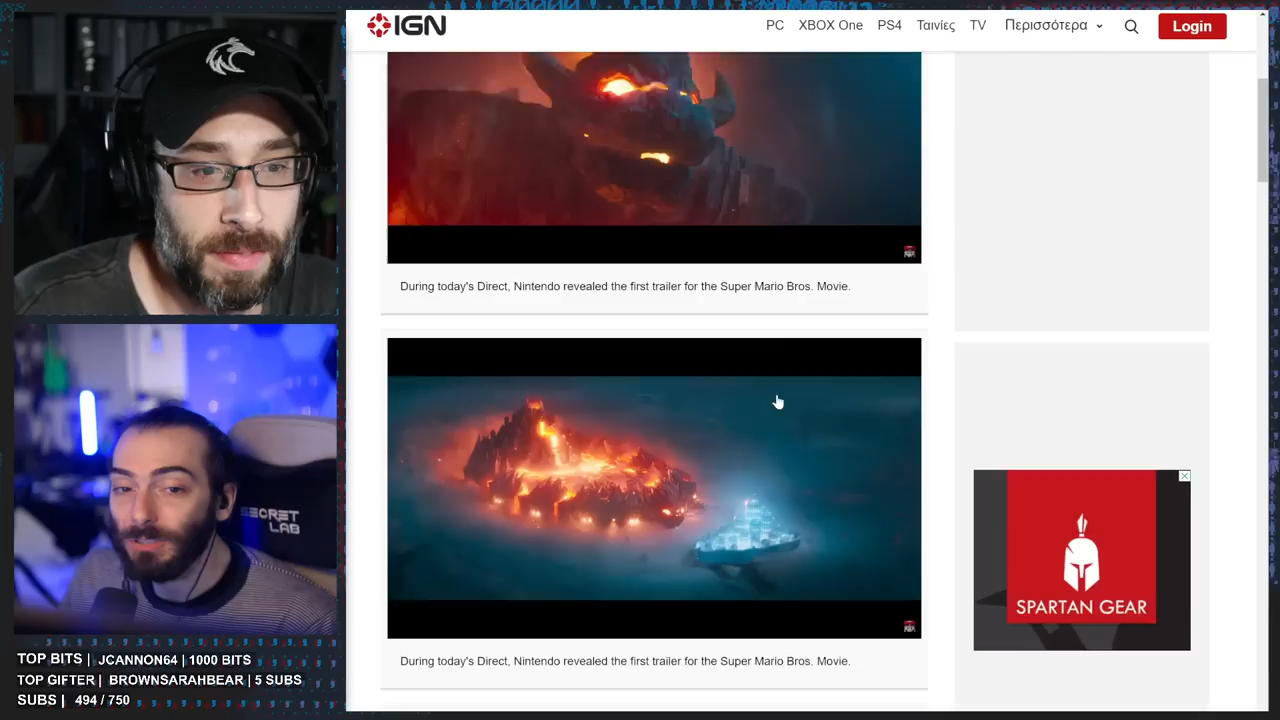 IGN
PC XBOX One PS4 Ταινίες TV Περισσότερα
Login
During today's Direct, Nintendo revealed the first trailer for the Super Mario Bros. Movie.
During today's Direct, Nintendo revealed the first trailer for the Super Mario Bros. Movie.
SPARTAN GEAR
SECRET
LAB
TOP BITS | JCANNON64 | 1000 BITS
TOP GIFTER | BROWNSARAHBEAR | 5 SUBS
SUBS | 494 / 750